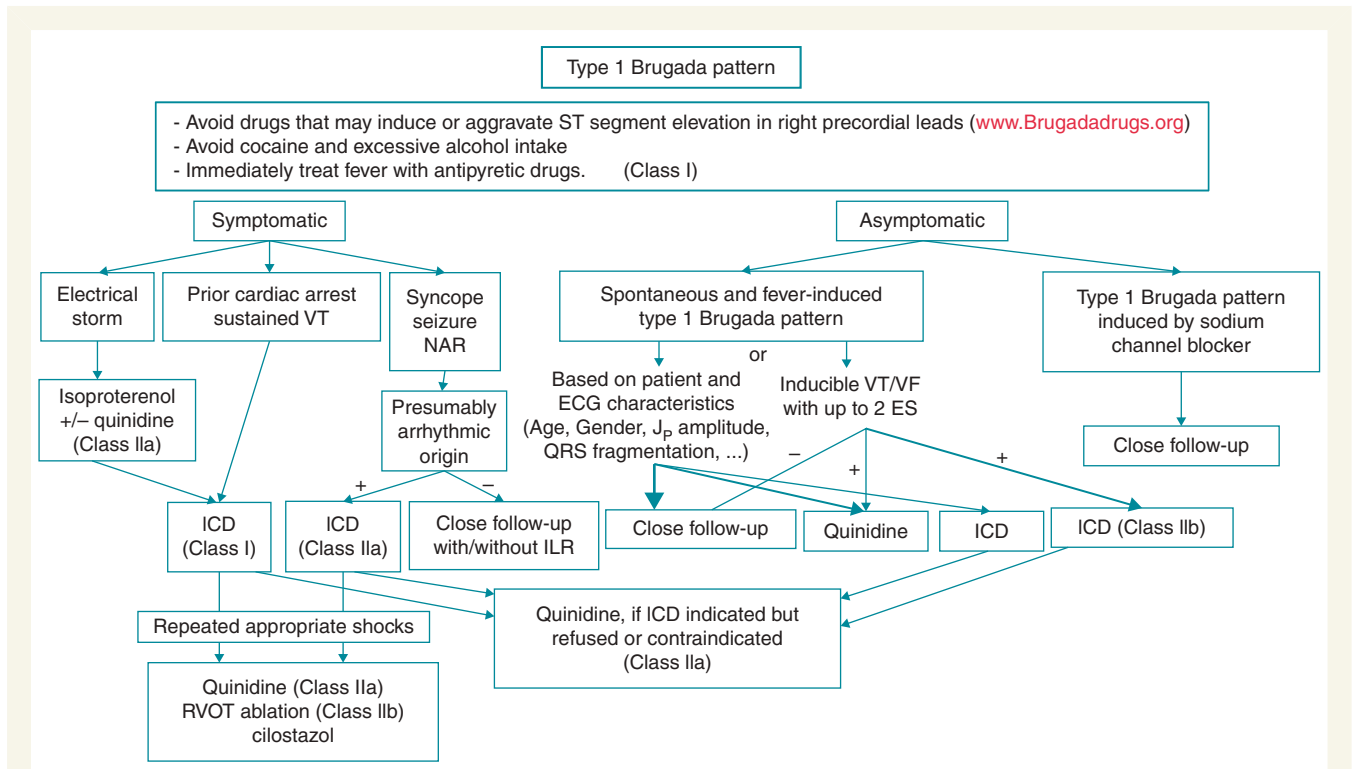 Type 1 Brugada pattern
- Avoid drugs that may induce or aggravate ST segment elevation in right precordial leads (www.Brugadadrugs.org)
- Avoid cocaine and excessive alcohol intake
- Immediately treat fever with antipyretic drugs. (Class I)
Symptomatic
Asymptomatic
Electrical
storm
Prior cardiac arrest
sustained VT
Syncope
seizure
NAR
Spontaneous and fever-induced
type 1 Brugada pattern
Type 1 Brugada pattern
induced by sodium
channel blocker
or
Isoproterenol
+/− quinidine
(Class IIa)
Presumably
arrhythmic
origin
Based on patient and
ECG characteristics
(Age, Gender, JP amplitude,
QRS fragmentation, ...)
Inducible VT/VF
with up to 2 ES
Close follow-up
+
−
−
+
+
ICD
(Class I)
ICD
(Class IIa)
Close follow-up
with/without ILR
Close follow-up
Quinidine
ICD
ICD (Class IIb)
Repeated appropriate shocks
Quinidine, if ICD indicated but
refused or contraindicated
(Class IIa)
Quinidine (Class IIa)
RVOT ablation (Class IIb)
cilostazol